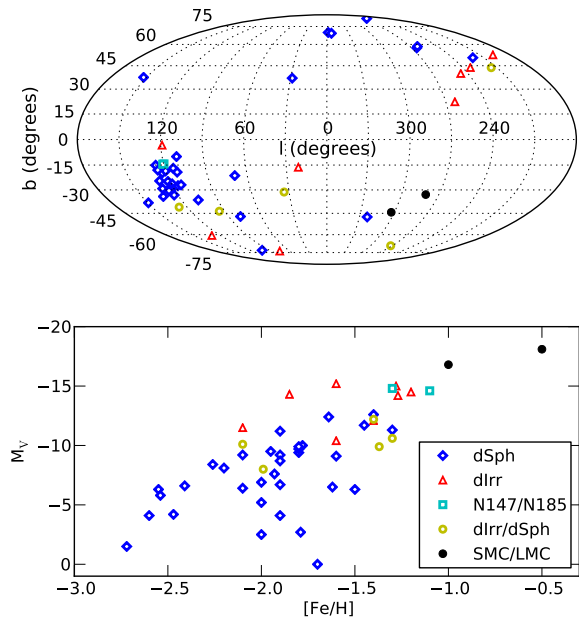 75
60
45
30
15
0
-15
-30
-45
-60
-75
120 60 0 300 240
l (degrees)
b (degrees)
−20
−15
−10
−5
0
M_V
−3.0 −2.5 −2.0 −1.5 −1.0 −0.5
[Fe/H]
dSph
dIrr
N147/N185
dIrr/dSph
SMC/LMC